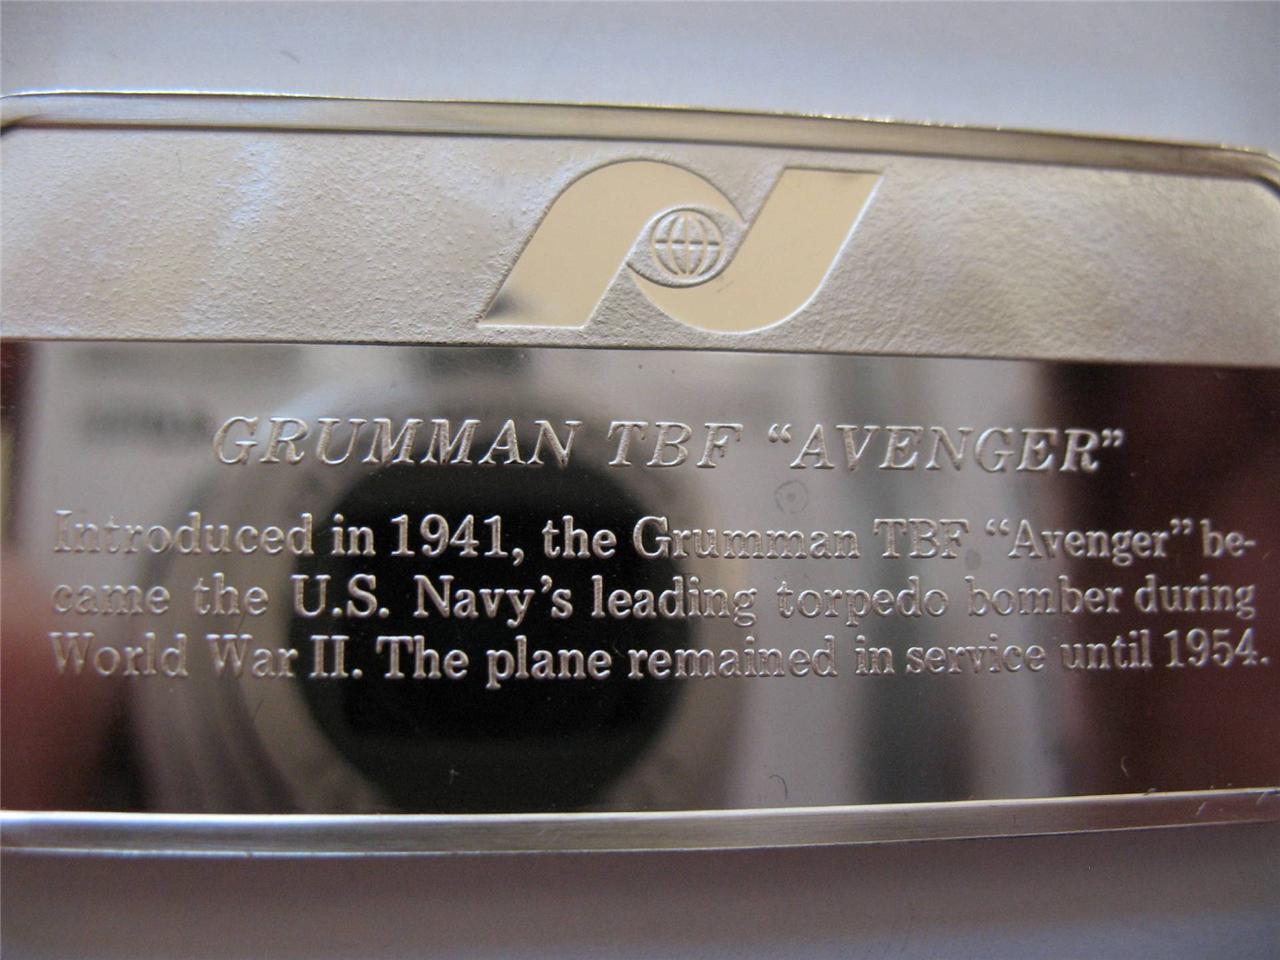 GRUMMAN TBF “AVENGER”
Introduced in 1941, the Grumman TBF “Avenger” be-
came the U.S. Navy’s leading torpedo bomber during
World War II. The plane remained in service until 1954.